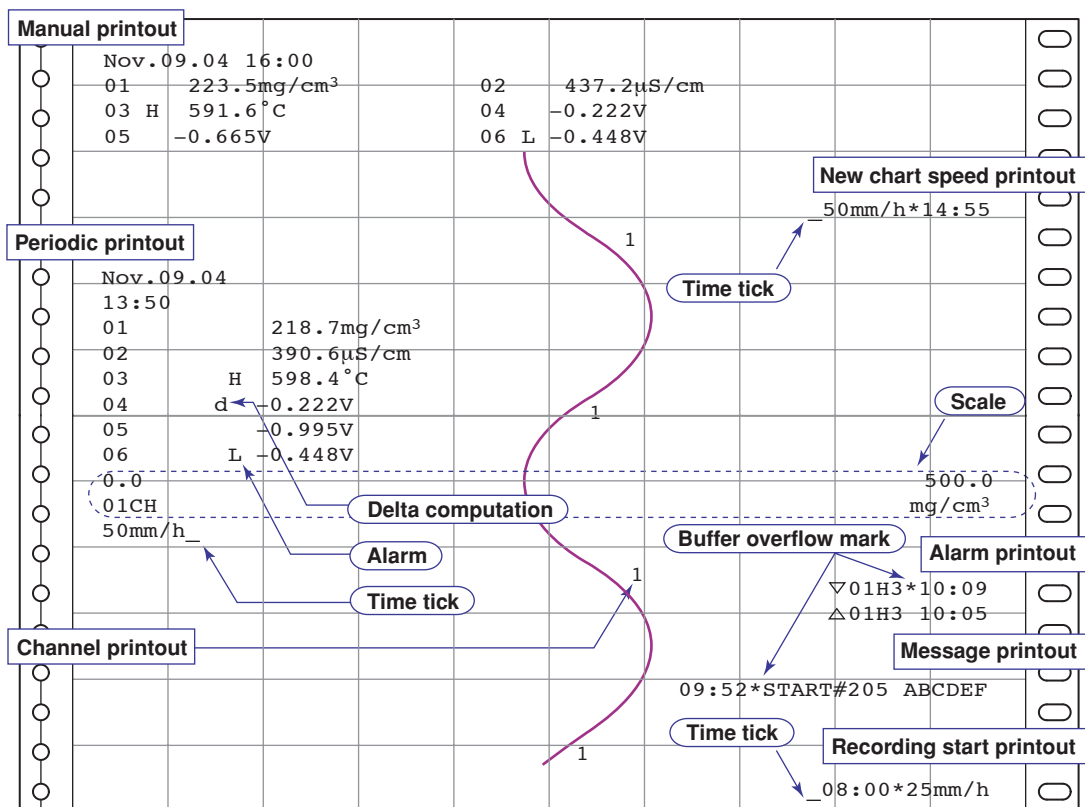 Manual printout
Nov.09.04 16:00
01 223.5mg/cm³ 02 437.2µS/cm
03 H 591.6°C 04 −0.222V
05 −0.665V 06 L −0.448V
New chart speed printout
_50mm/h*14:55
1
Time tick
Periodic printout
Nov.09.04
13:50
01 218.7mg/cm³
02 390.6µS/cm
03 H 598.4°C
04 d −0.222V
1
Scale
05 −0.995V
06 L −0.448V
0.0 500.0
01CH mg/cm³
Delta computation
50mm/h_
Buffer overflow mark
Alarm
Alarm printout
1
▽01H3*10:09
Time tick
△01H3 10:05
Channel printout
Message printout
09:52*START#205 ABCDEF
Time tick
Recording start printout
1
_08:00*25mm/h